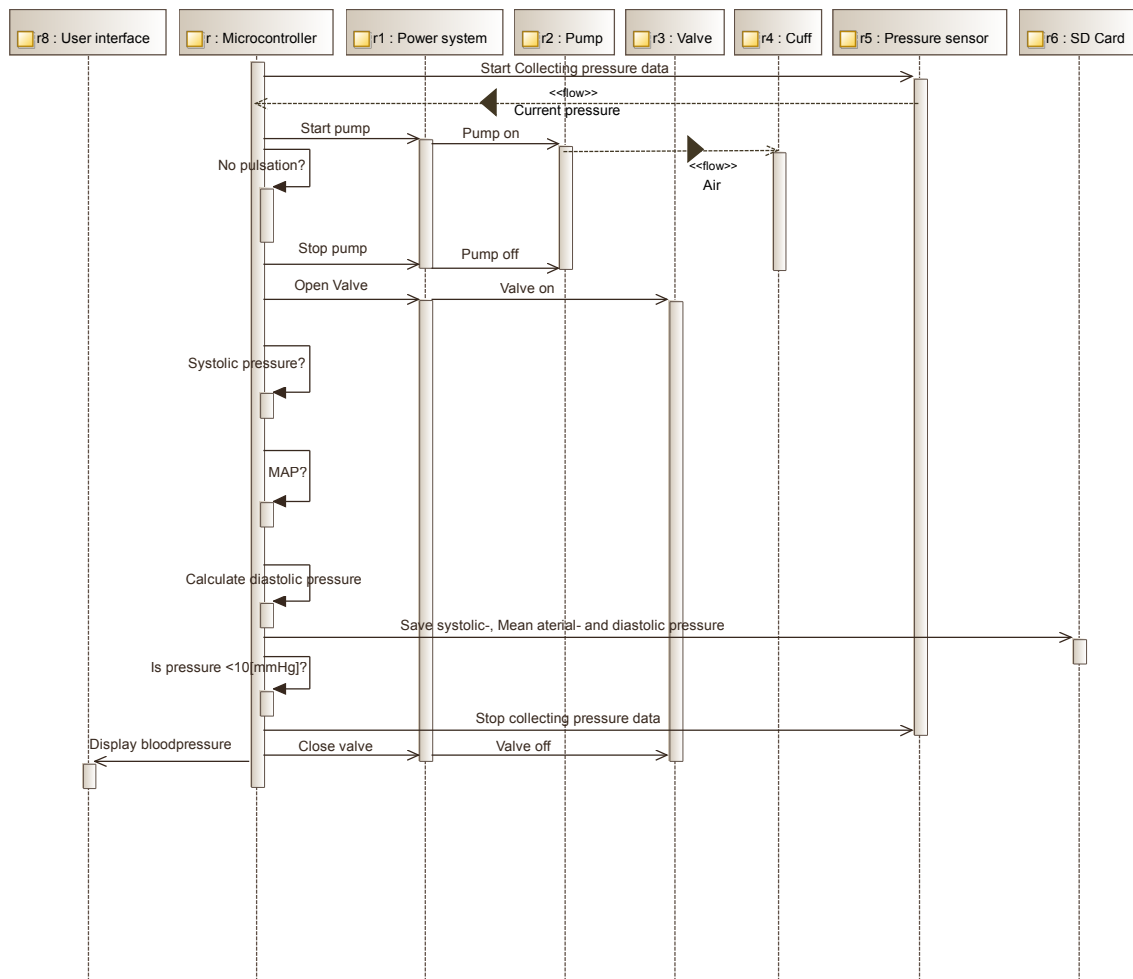 r8 : User interface
r : Microcontroller
r1 : Power system
r2 : Pump
r3 : Valve
r4 : Cuff
r5 : Pressure sensor
r6 : SD Card
Start Collecting pressure data
<<flow>>
Current pressure
Start pump
Pump on
No pulsation?
<<flow>>
Air
Stop pump
Pump off
Open Valve
Valve on
Systolic pressure?
MAP?
Calculate diastolic pressure
Save systolic-, Mean aterial- and diastolic pressure
Is pressure <10[mmHg]?
Stop collecting pressure data
Display bloodpressure
Close valve
Valve off